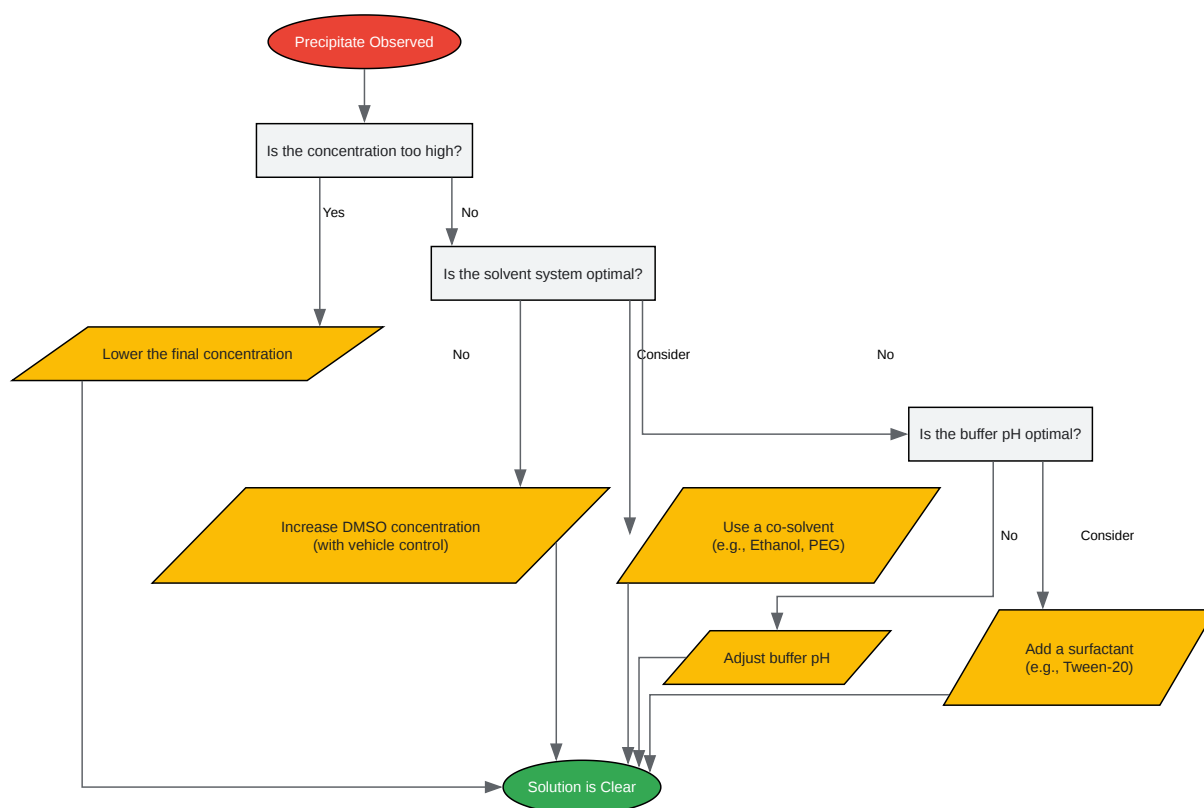 Precipitate Observed
Is the concentration too high?
Yes
No
Is the solvent system optimal?
Lower the final concentration
No
Consider
No
Is the buffer pH optimal?
Increase DMSO concentration
(with vehicle control)
Use a co-solvent
(e.g., Ethanol, PEG)
No
Consider
Adjust buffer pH
Add a surfactant
(e.g., Tween-20)
Solution is Clear